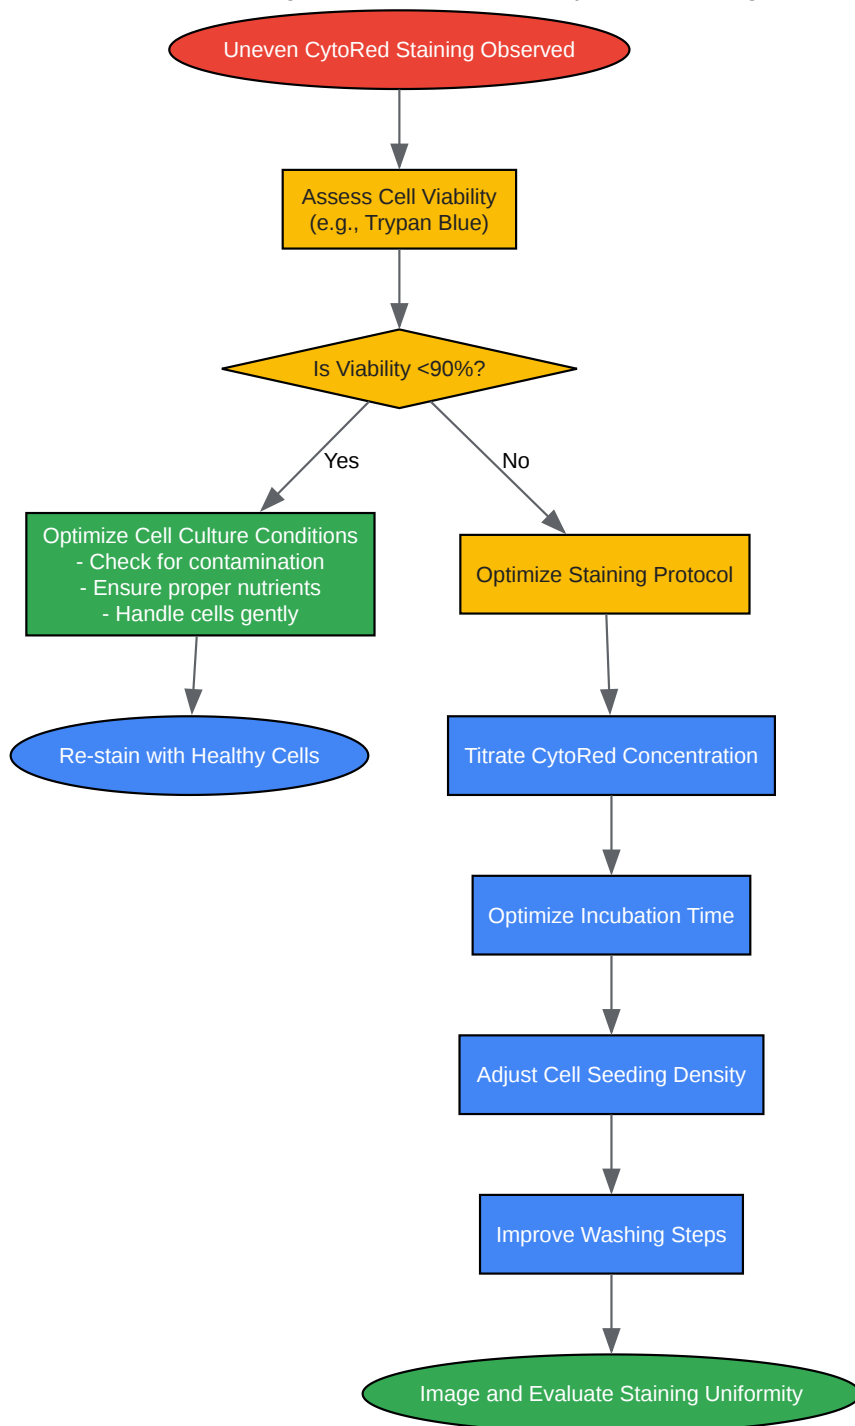 Uneven CytoRed Staining Observed
Assess Cell Viability
(e.g., Trypan Blue)
Is Viability <90%?
Yes
No
Optimize Cell Culture Conditions
- Check for contamination
- Ensure proper nutrients
- Handle cells gently
Optimize Staining Protocol
Re-stain with Healthy Cells
Titrate CytoRed Concentration
Optimize Incubation Time
Adjust Cell Seeding Density
Improve Washing Steps
Image and Evaluate Staining Uniformity